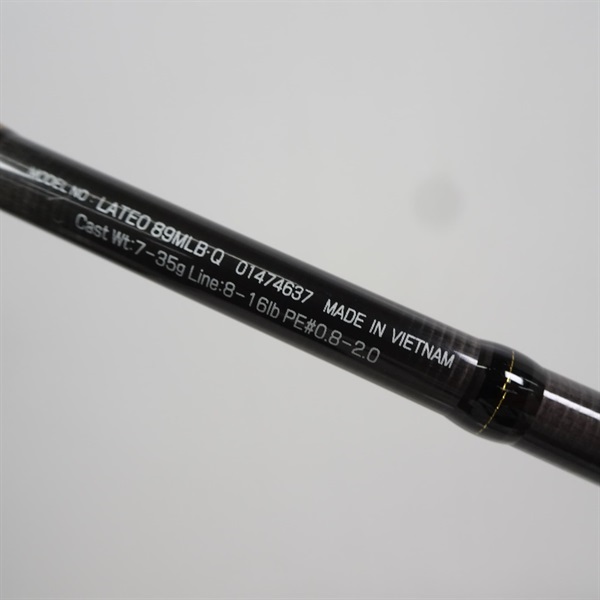 MODEL NO : LATEO 89MLB·Q 01474637 MADE IN VIETNAM
Cast Wt:7-35g Line:8-16lb PE#0.8-2.0